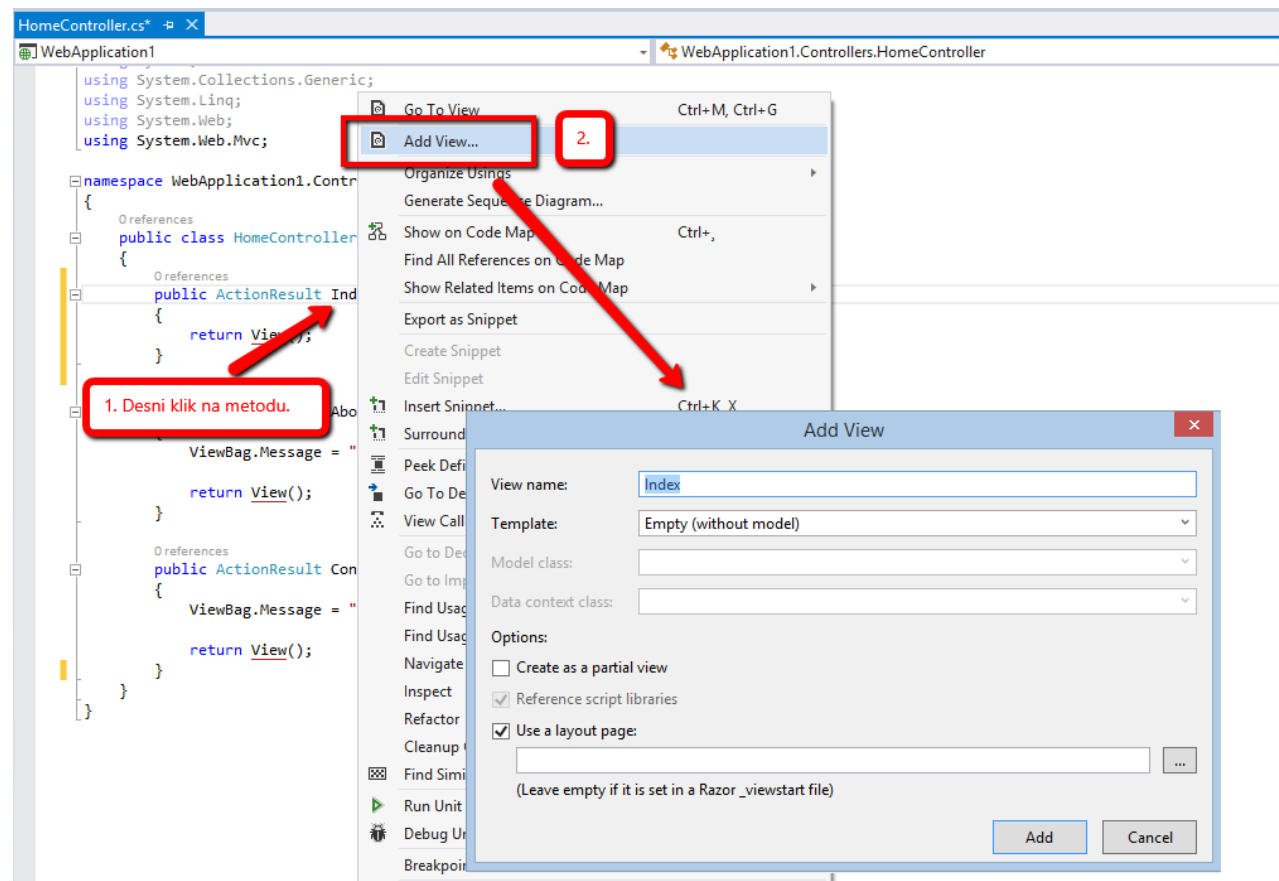 HomeController.cs*
WebApplication1
WebApplication1.Controllers.HomeController
using System.Collections.Generic;
using System.Linq;
using System.Web;
using System.Web.Mvc;
namespace WebApplication1.Contr
{
0 references
public class HomeController
{
0 references
public ActionResult Ind
{
return View();
}
1. Desni klik na metodu.
Abo
ViewBag.Message = "
return View();
}
0 references
public ActionResult Con
{
ViewBag.Message = "
return View();
}
}
}
Go To View Ctrl+M, Ctrl+G
Add View...
2.
Organize Usings
Generate Sequence Diagram...
Show on Code Map Ctrl+,
Find All References on Code Map
Show Related Items on Code Map
Export as Snippet
Create Snippet
Edit Snippet
Insert Snippet... Ctrl+K, X
Surround
Peek Defi
Go To De
View Call
Go to Dec
Go to Imp
Find Usag
Find Usag
Navigate
Inspect
Refactor
Cleanup
Find Simi
Run Unit
Debug Un
Breakpoin
Add View
View name: Index
Template: Empty (without model)
Model class:
Data context class:
Options:
Create as a partial view
Reference script libraries
Use a layout page:
...
(Leave empty if it is set in a Razor _viewstart file)
Add Cancel